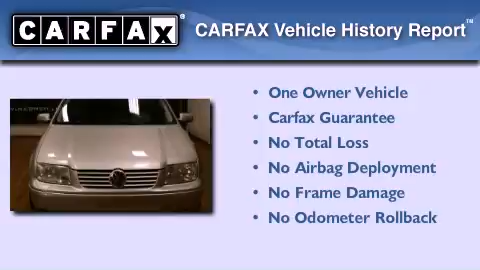 CARFAX® CARFAX Vehicle History Report™
• One Owner Vehicle
• Carfax Guarantee
• No Total Loss
• No Airbag Deployment
• No Frame Damage
• No Odometer Rollback